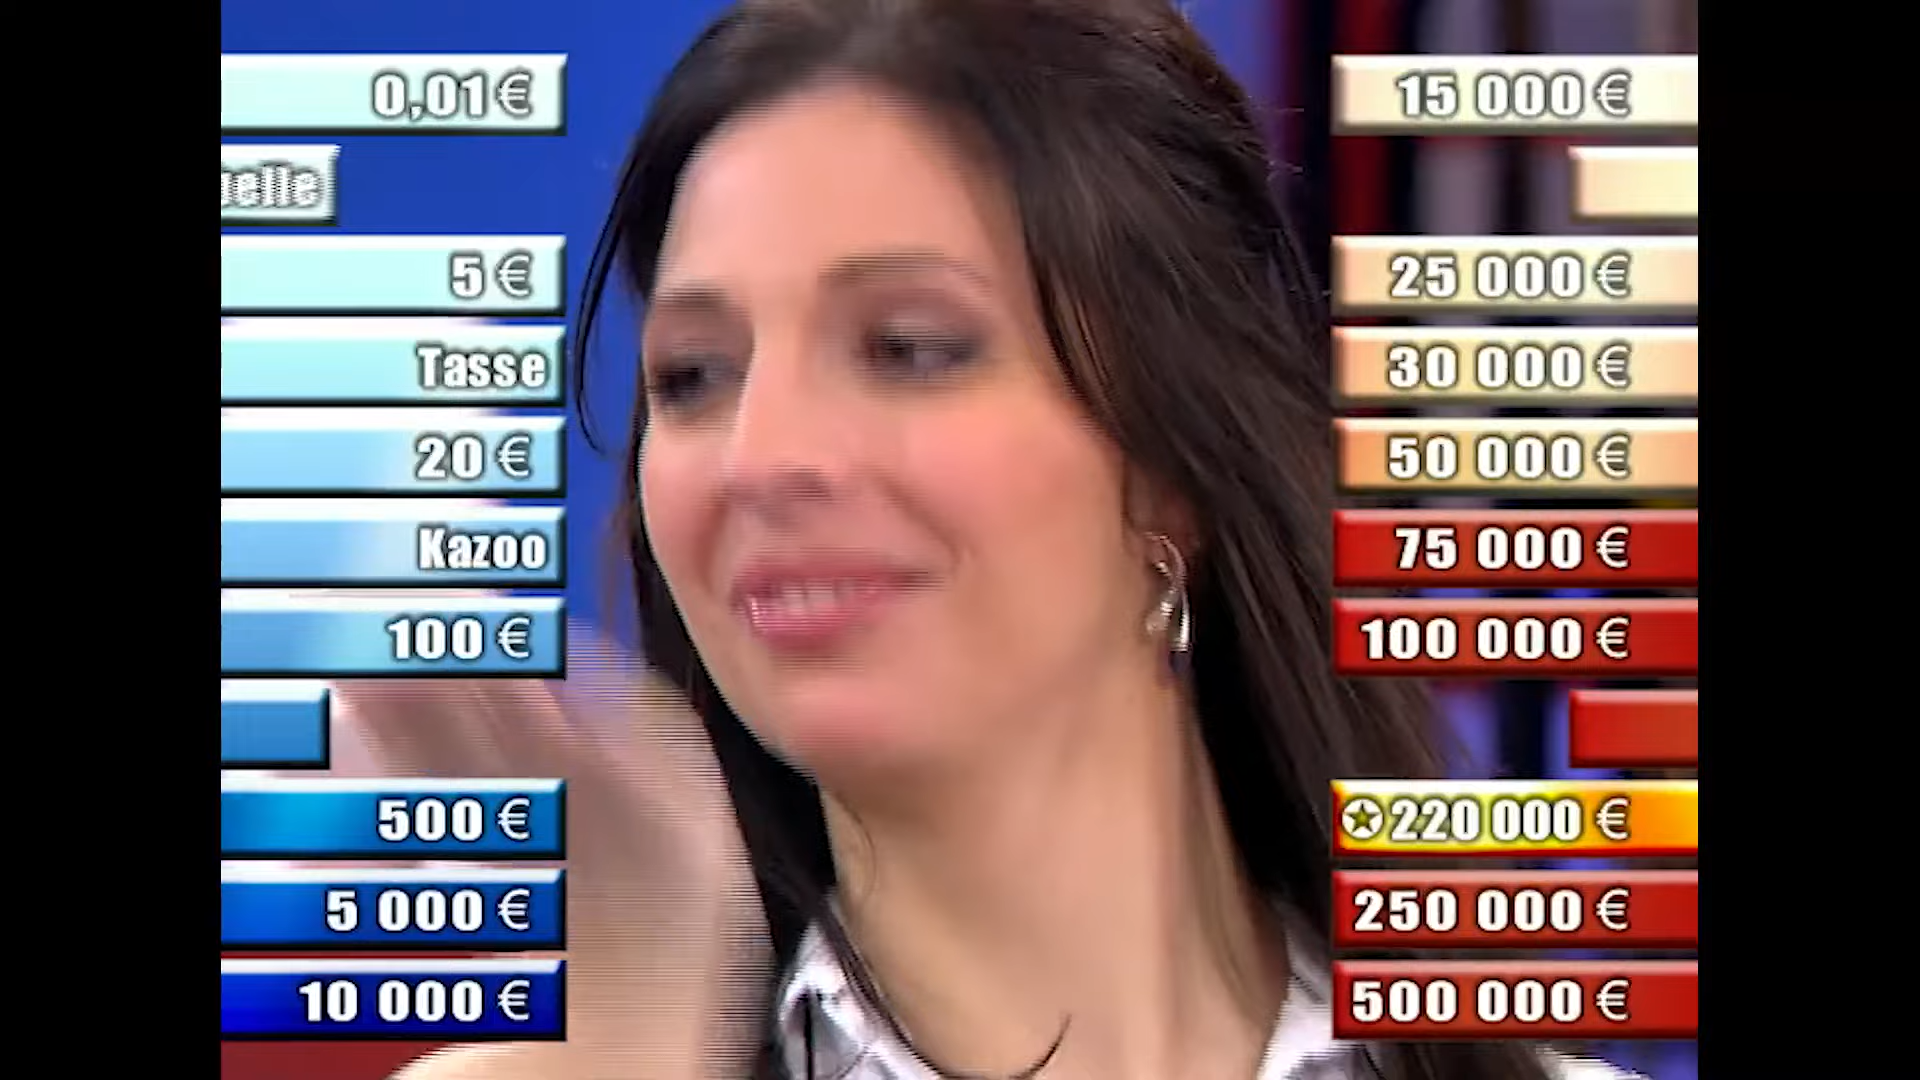 0,01 €
5 €
Tasse
20 €
Kazoo
100 €
500 €
5 000 €
10 000 €
15 000 €
25 000 €
30 000 €
50 000 €
75 000 €
100 000 €
220 000 €
250 000 €
500 000 €